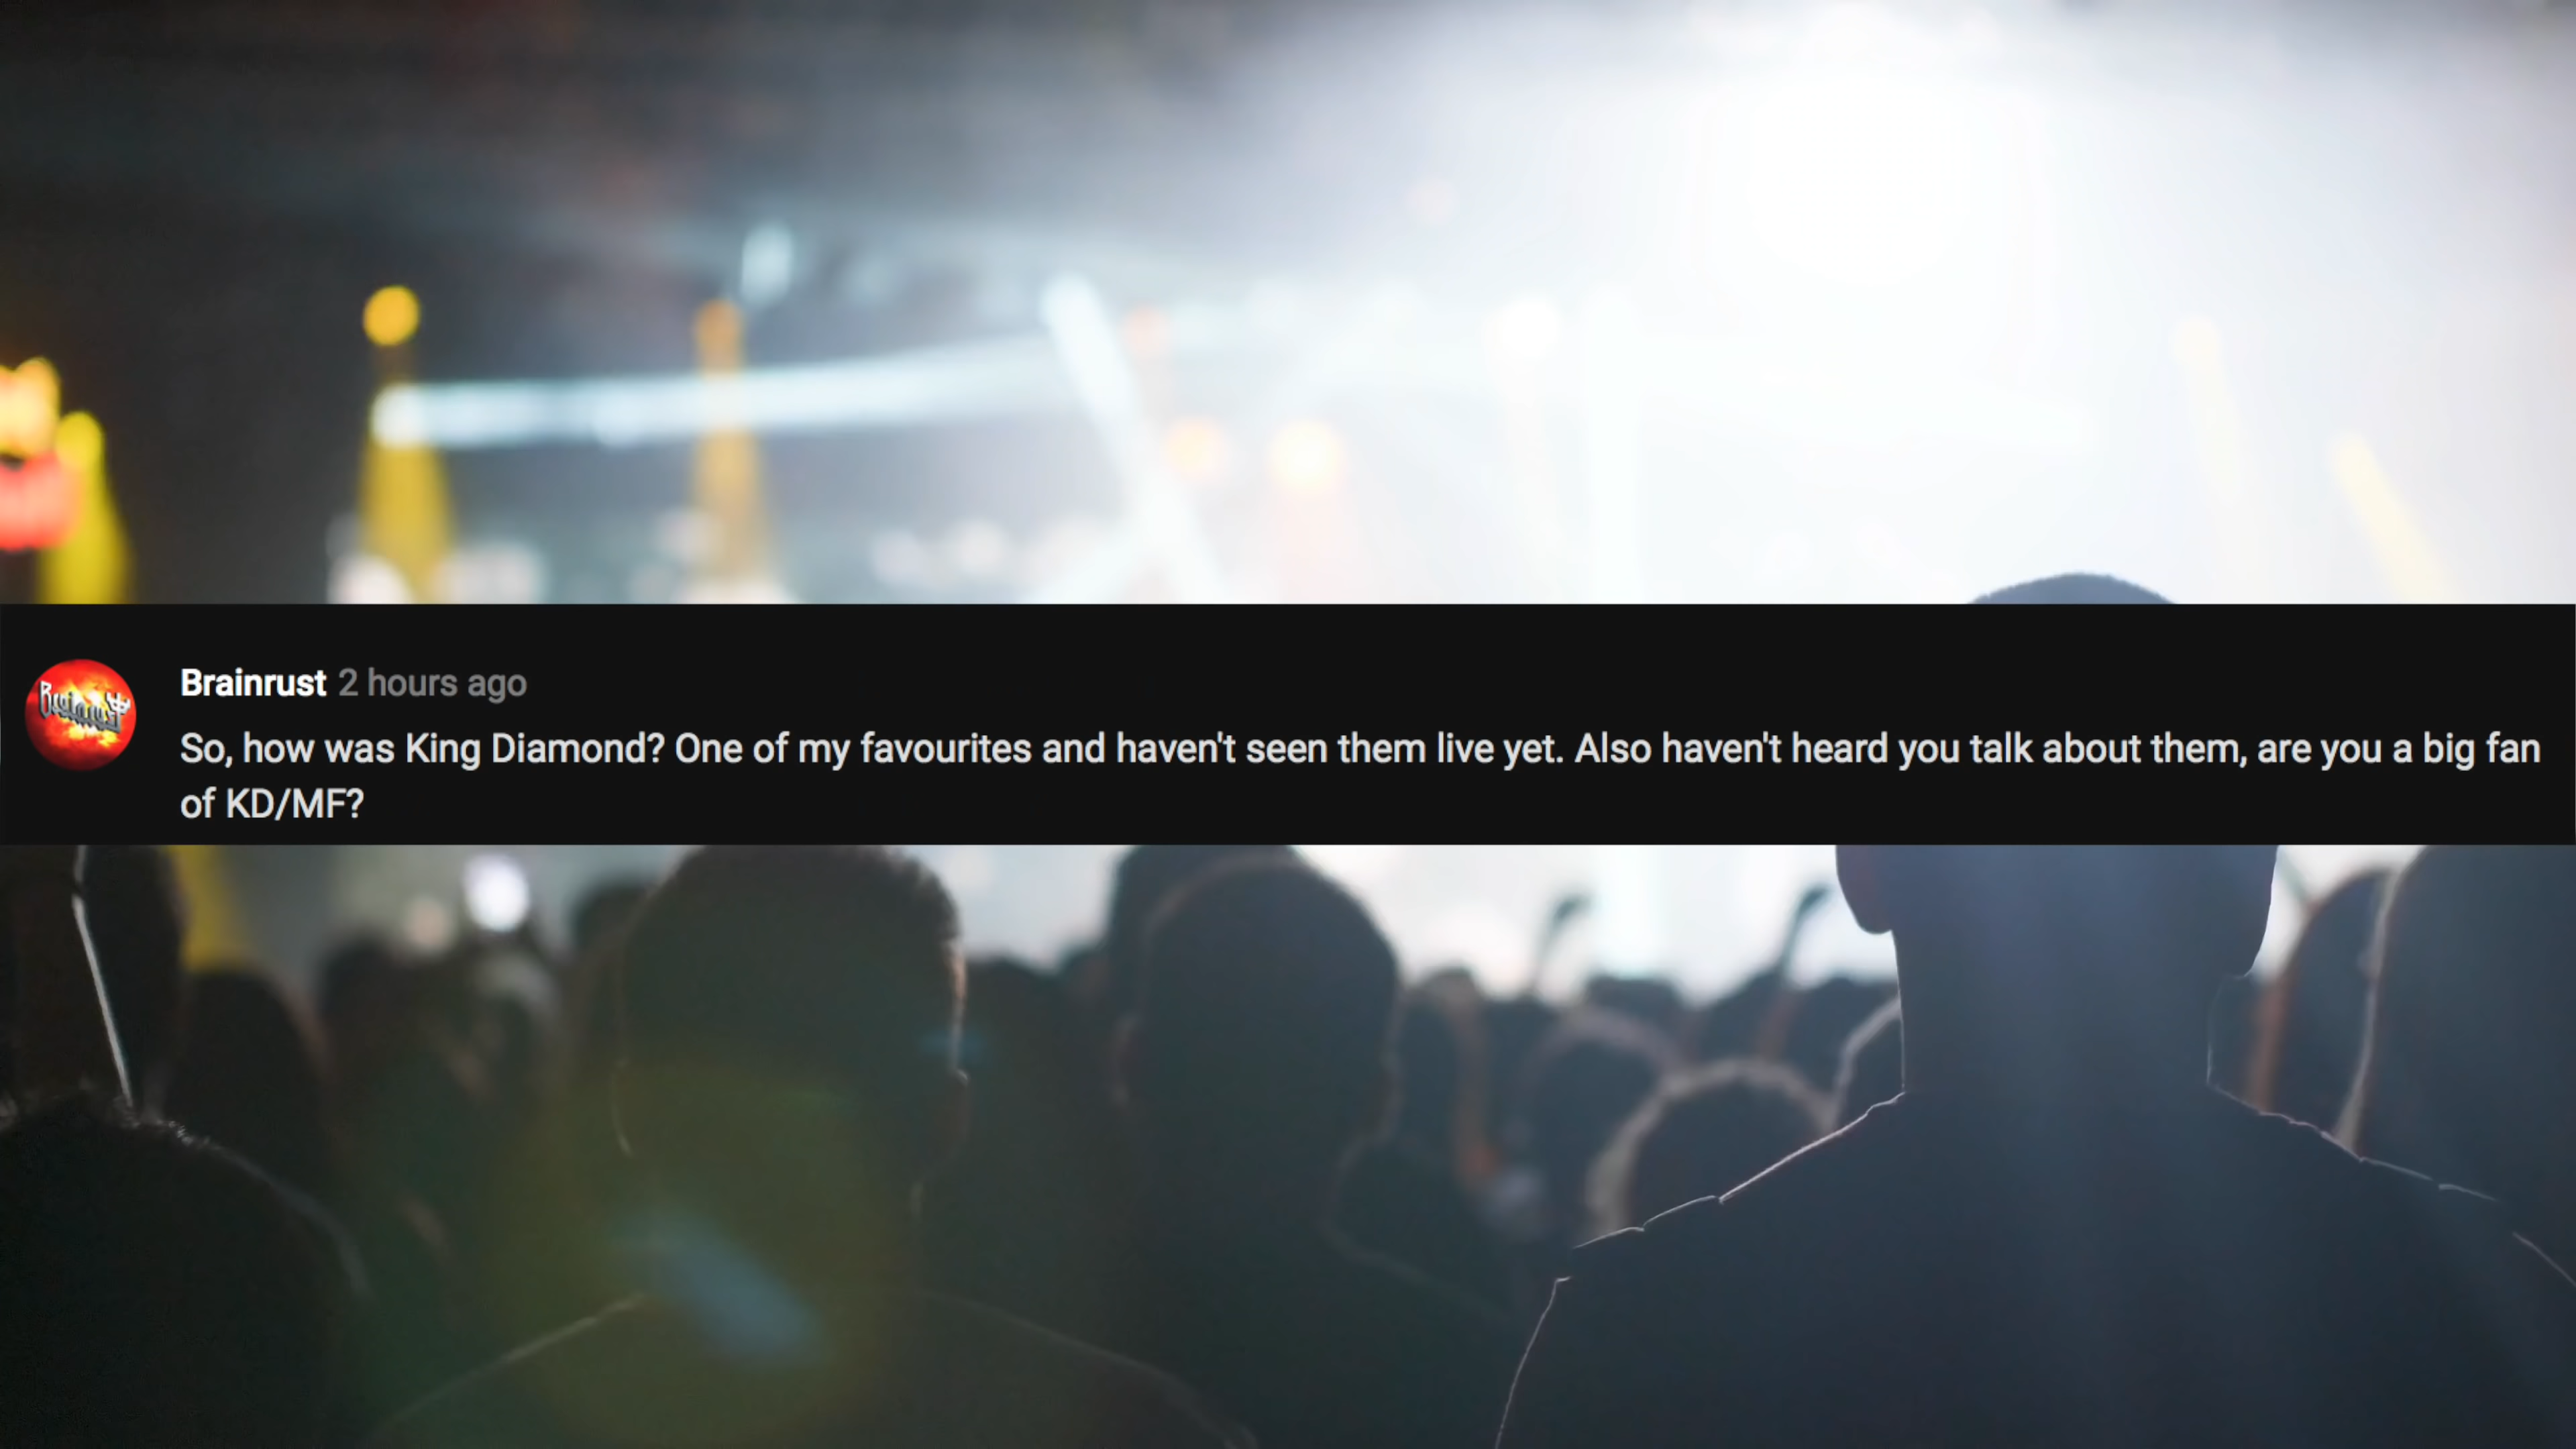 Brainrust
Brainrust 2 hours ago
So, how was King Diamond? One of my favourites and haven't seen them live yet. Also haven't heard you talk about them, are you a big fan
of KD/MF?